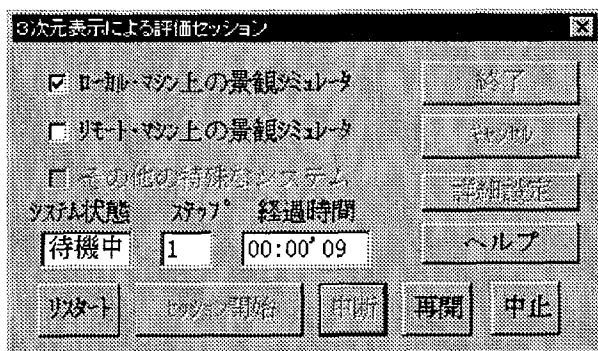 3次元表示による評価セッション
ローカル・マシン上の景観シミュレータ
終了
リモート・マシン上の景観シミュレータ
キャンセル
その他の特殊なシステム
詳細設定
システム状態 ステップ 経過時間
待機中 1 00:00'09
ヘルプ
リスタート セッション開始 中断 再開 中止